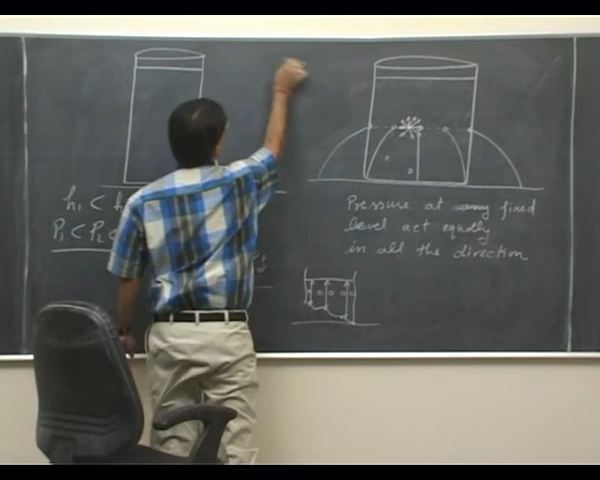 h₁ < h
P₁ < P₂ <
Pressure at any fixed
level act equally
in all the direction